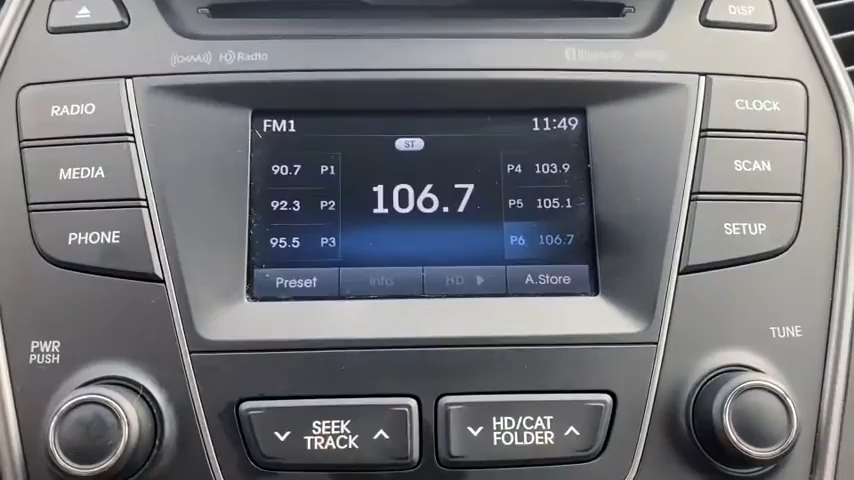 DISP
((XM)) HD Radio
Bluetooth
RADIO
MEDIA
PHONE
FM1
11:49
ST
90.7 P1
92.3 P2
95.5 P3
106.7
P4 103.9
P5 105.1
P6 106.7
Preset
Info
HD
A.Store
CLOCK
SCAN
SETUP
PWR
PUSH
TUNE
SEEK
TRACK
HD/CAT
FOLDER